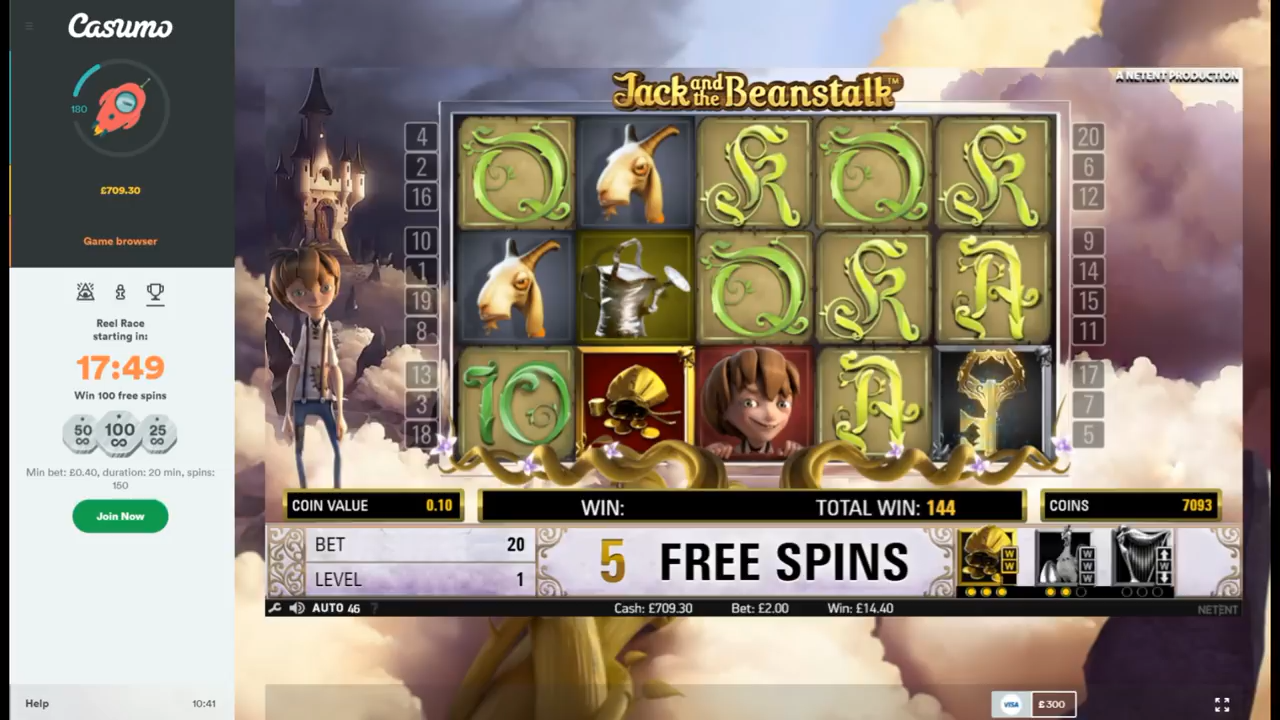 Casumo
180
£709.30
Game browser
Reel Race
starting in:
17:49
Win 100 free spins
50 100 25
Min bet: £0.40, duration: 20 min, spins:
150
Join Now
Help
10:41
Jack and the Beanstalk™
A NETENT PRODUCTION
4
2
16
10
1
19
8
13
3
18
Q K Q K
Q K A
10 A
20
6
12
9
14
15
11
17
7
5
COIN VALUE 0.10
WIN:
TOTAL WIN: 144
COINS 7093
BET 20
LEVEL 1
5 FREE SPINS
W
W
W
W
W
W
AUTO 46 ?
Cash: £709.30
Bet: £2.00
Win: £14.40
NETENT
VISA
£300